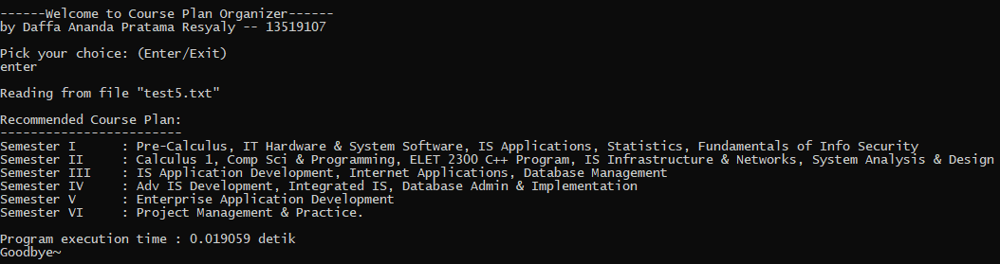 ------Welcome to Course Plan Organizer------
by Daffa Ananda Pratama Resyaly -- 13519107
Pick your choice: (Enter/Exit)
enter
Reading from file "test5.txt"
Recommended Course Plan:
------------------------
Semester I      : Pre-Calculus, IT Hardware & System Software, IS Applications, Statistics, Fundamentals of Info Security
Semester II     : Calculus 1, Comp Sci & Programming, ELET 2300 C++ Program, IS Infrastructure & Networks, System Analysis & Design
Semester III    : IS Application Development, Internet Applications, Database Management
Semester IV     : Adv IS Development, Integrated IS, Database Admin & Implementation
Semester V      : Enterprise Application Development
Semester VI     : Project Management & Practice.
Program execution time : 0.019059 detik
Goodbye~